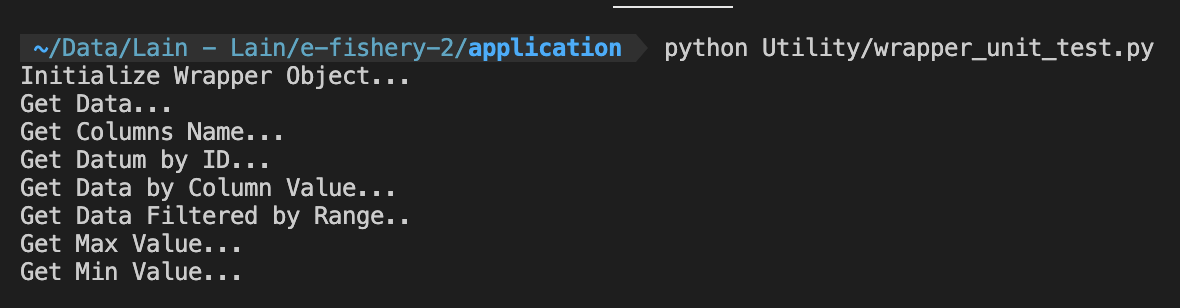 ~/Data/Lain - Lain/e-fishery-2/application python Utility/wrapper_unit_test.py
Initialize Wrapper Object...
Get Data...
Get Columns Name...
Get Datum by ID...
Get Data by Column Value...
Get Data Filtered by Range..
Get Max Value...
Get Min Value...